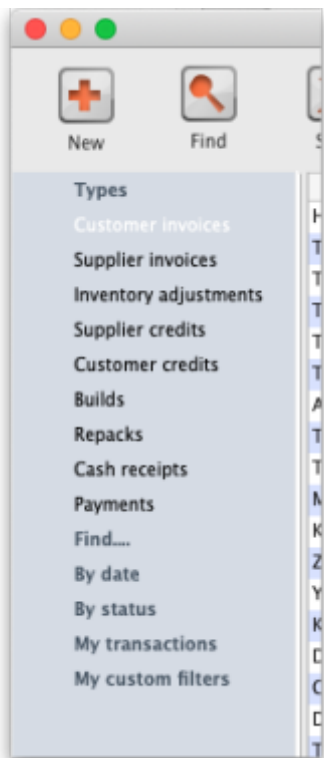 New Find
Types
Customer invoices
Supplier invoices
Inventory adjustments
Supplier credits
Customer credits
Builds
Repacks
Cash receipts
Payments
Find....
By date
By status
My transactions
My custom filters